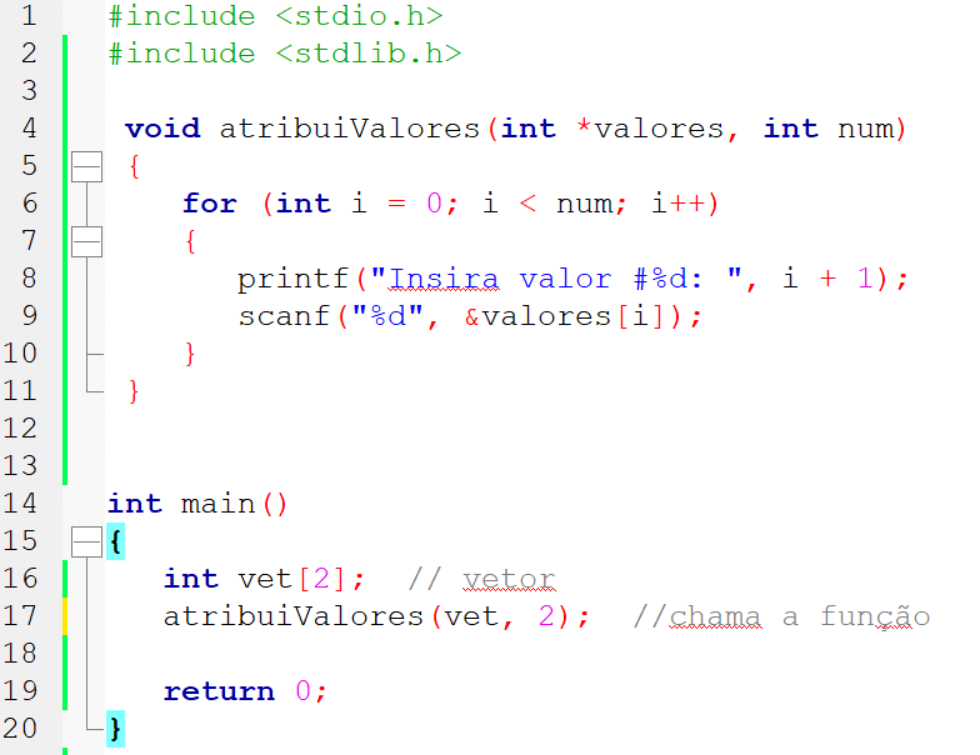 1 #include <stdio.h>
2 #include <stdlib.h>
3
4 void atribuiValores(int *valores, int num)
5 {
6 for (int i = 0; i < num; i++)
7 {
8 printf("Insira valor #%d: ", i + 1);
9 scanf("%d", &valores[i]);
10 }
11 }
12
13
14 int main()
15 {
16 int vet[2]; // vetor
17 atribuiValores(vet, 2); //chama a função
18
19 return 0;
20 }